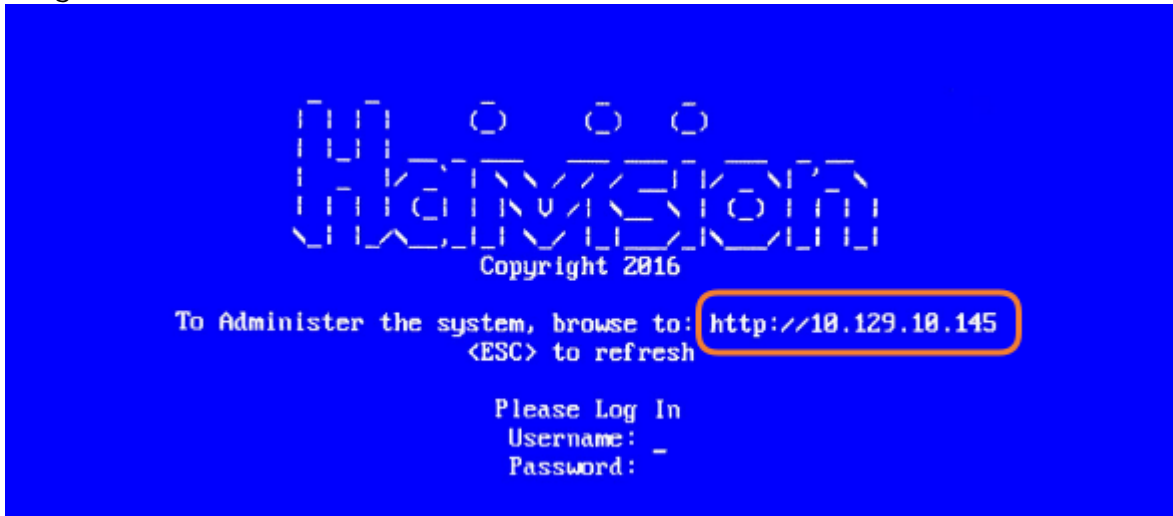 Haivision
Copyright 2016
To Administer the system, browse to: http://10.129.10.145
<ESC> to refresh
Please Log In
Username: _
Password: